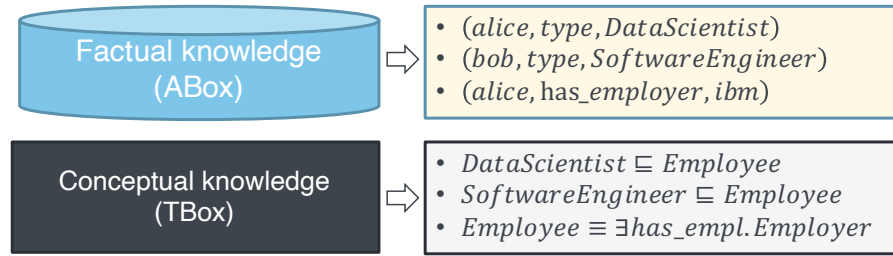 Factual knowledge
(ABox)
• (alice, type, DataScientist)
• (bob, type, SoftwareEngineer)
• (alice, has_employer, ibm)
Conceptual knowledge
(TBox)
• DataScientist ⊑ Employee
• SoftwareEngineer ⊑ Employee
• Employee ≡ ∃has_empl.Employer